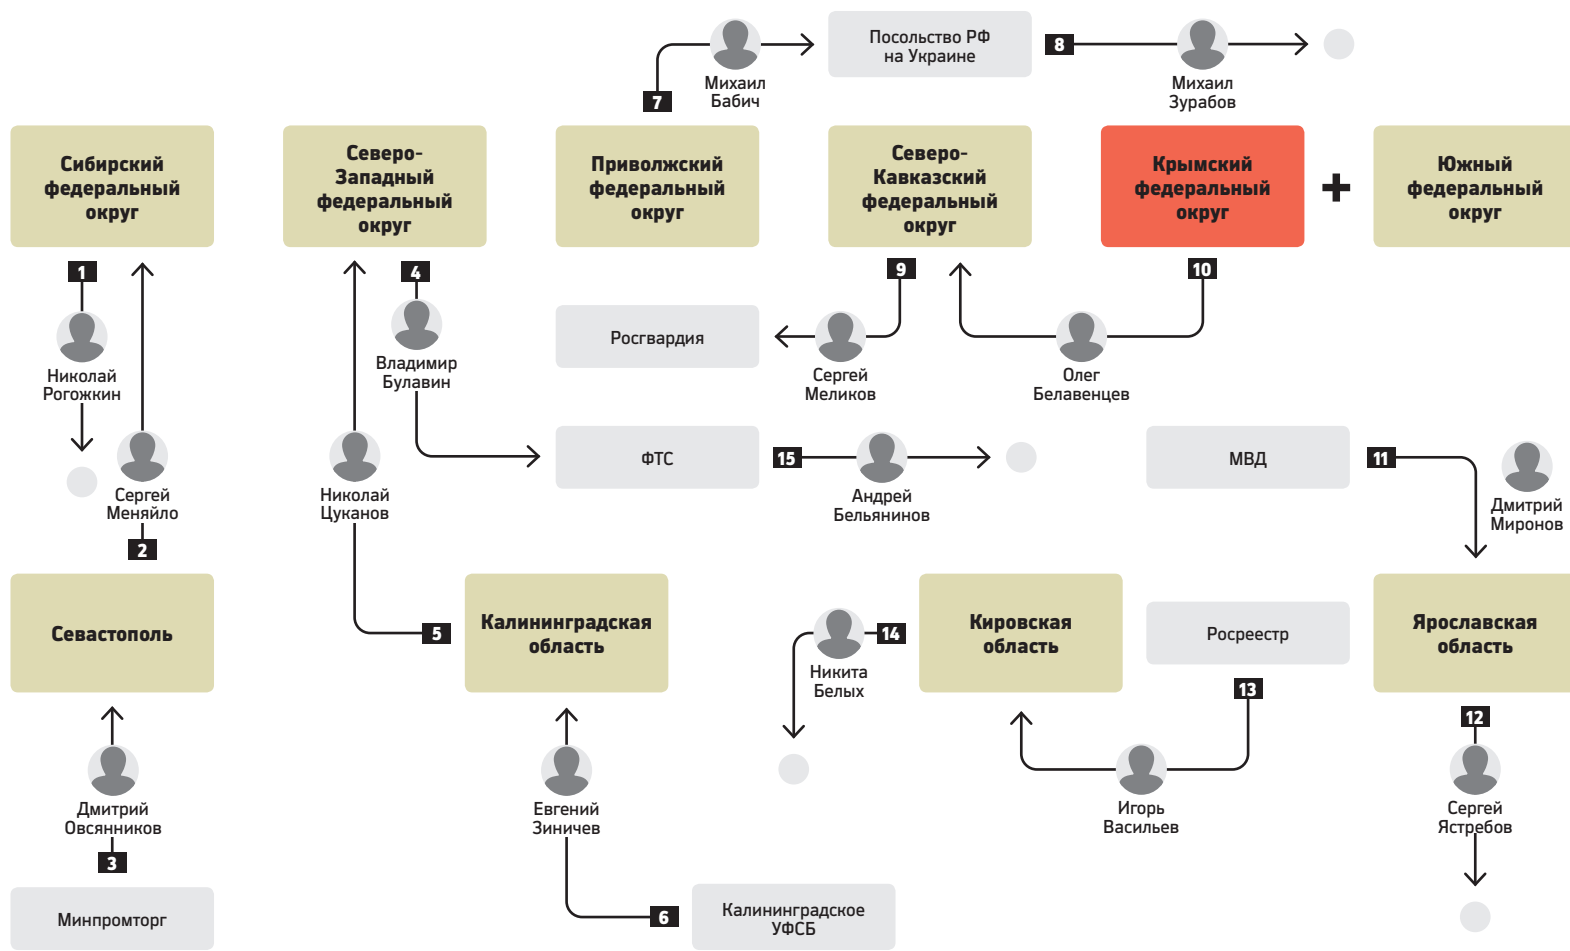 Посольство РФ
на Украине
8
Михаил
Бабич
Михаил
Зурабов
7
Сибирский
федеральный
округ
Северо-
Западный
федеральный
округ
Приволжский
федеральный
округ
Северо-
Кавказский
федеральный
округ
Крымский
федеральный
округ
+
Южный
федеральный
округ
1
4
9
10
Николай
Рогожкин
Владимир
Булавин
Росгвардия
Сергей
Меликов
Олег
Белавенцев
Сергей
Меняйло
2
Николай
Цуканов
ФТС
15
Андрей
Бельянинов
МВД
11
Дмитрий
Миронов
Севастополь
5
Калининградская
область
14
Никита
Белых
Кировская
область
Росреестр
13
Ярославская
область
12
Дмитрий
Овсянников
3
Евгений
Зиничев
Игорь
Васильев
Сергей
Ястребов
Минпромторг
6
Калининградское
УФСБ